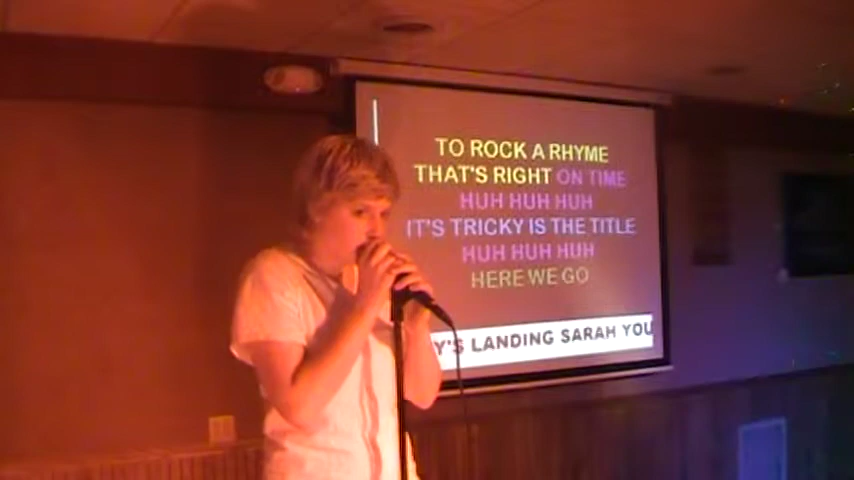 TO ROCK A RHYME
THAT'S RIGHT ON TIME
HUH HUH HUH
IT'S TRICKY IS THE TITLE
HUH HUH HUH
HERE WE GO
Y'S LANDING SARAH YOU